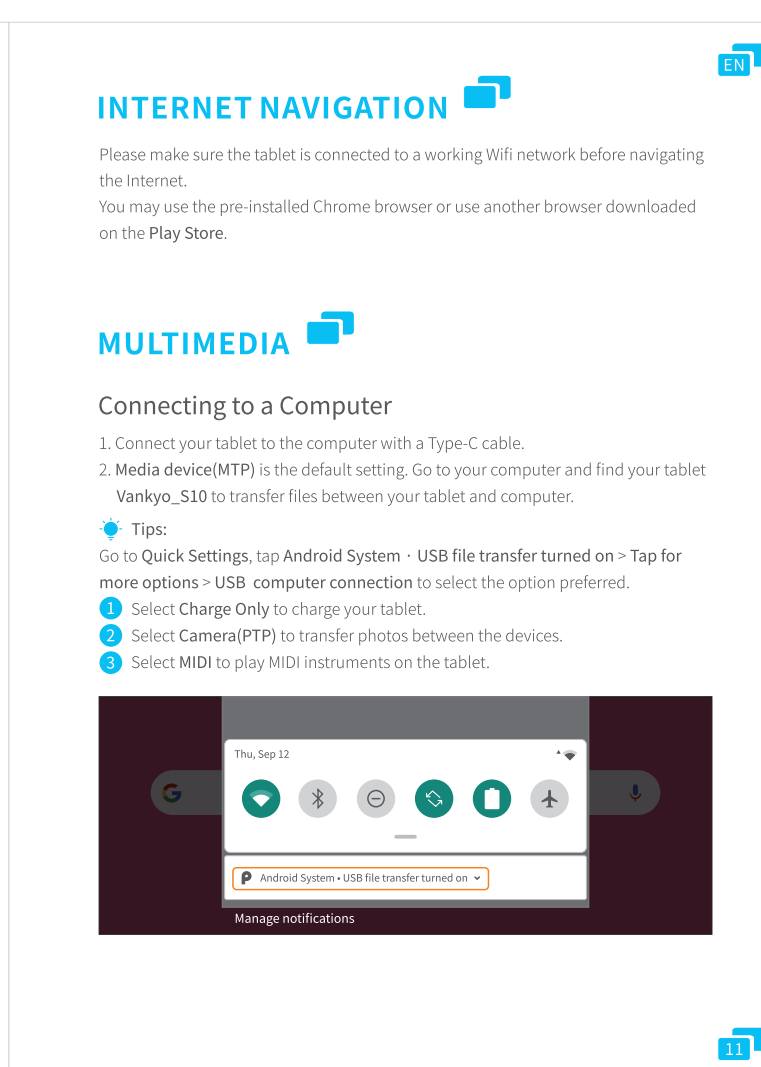 EN
INTERNET NAVIGATION
Please make sure the tablet is connected to a working Wifi network before navigating
the Internet.
You may use the pre-installed Chrome browser or use another browser downloaded
on the Play Store.
MULTIMEDIA
Connecting to a Computer
1. Connect your tablet to the computer with a Type-C cable.
2. Media device(MTP) is the default setting. Go to your computer and find your tablet
Vankyo_S10 to transfer files between your tablet and computer.
Tips:
Go to Quick Settings, tap Android System · USB file transfer turned on > Tap for
more options > USB  computer connection to select the option preferred.
1 Select Charge Only to charge your tablet.
2 Select Camera(PTP) to transfer photos between the devices.
3 Select MIDI to play MIDI instruments on the tablet.
Thu, Sep 12
G
Android System • USB file transfer turned on
Manage notifications
11